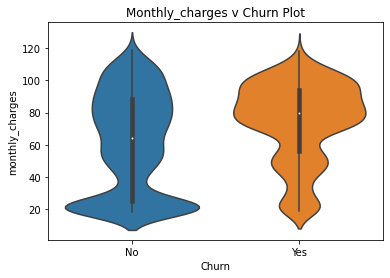 Monthly_charges v Churn Plot
120
100
80
60
40
20
monthly_charges
No
Yes
Churn